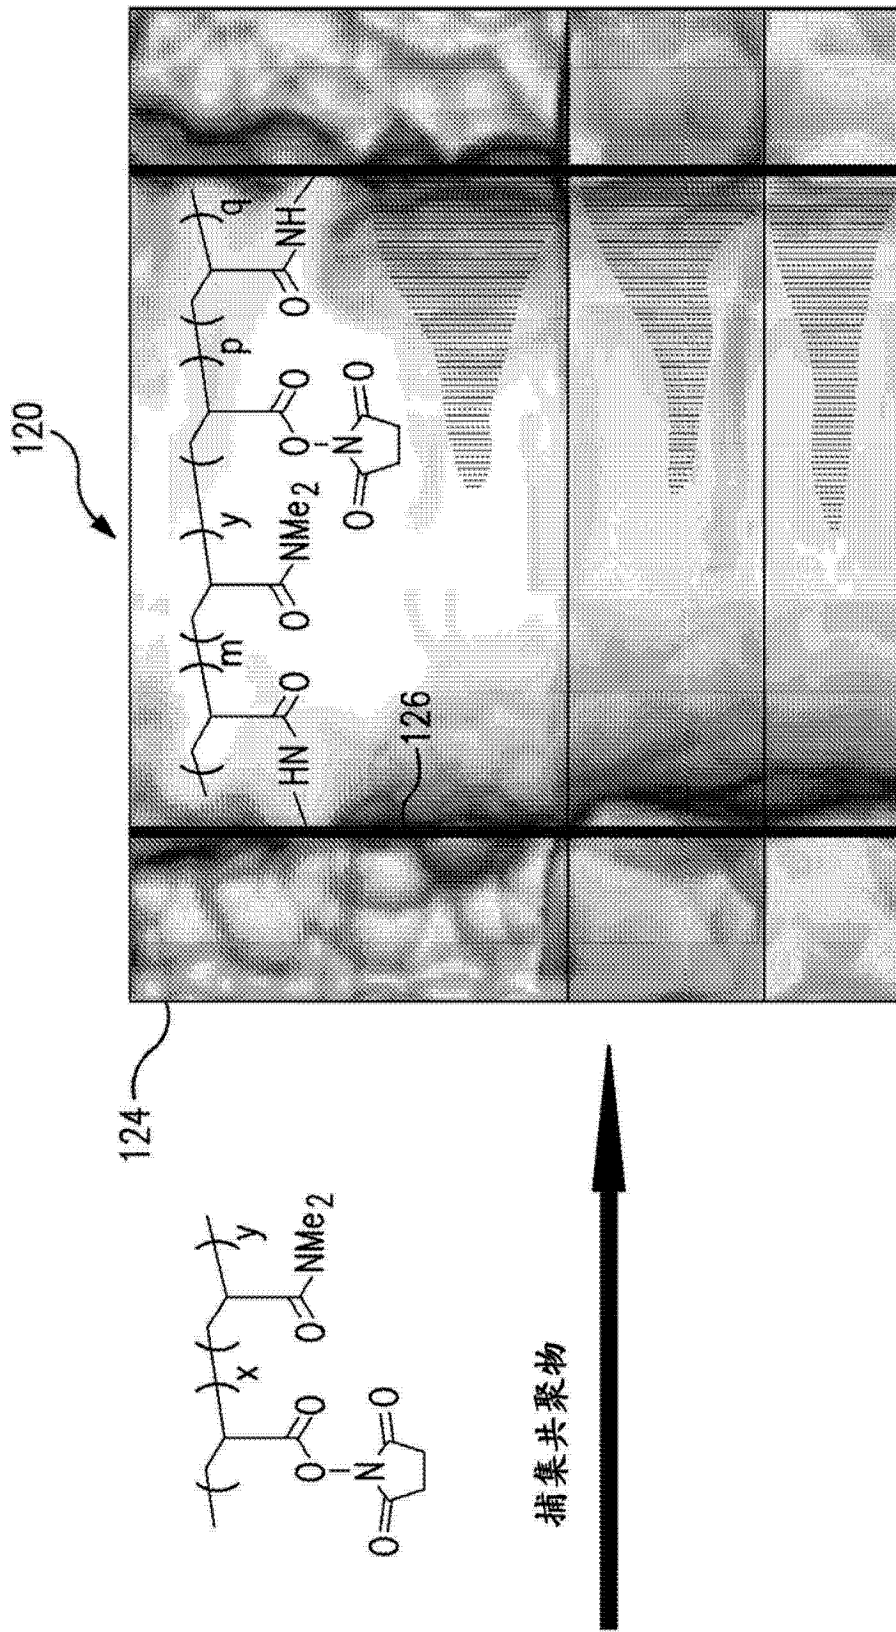 120
124
m y p q
x y
HN O O NMe₂ O O O NH
O O O NMe₂
O N O
O N O
126
捕集共聚物